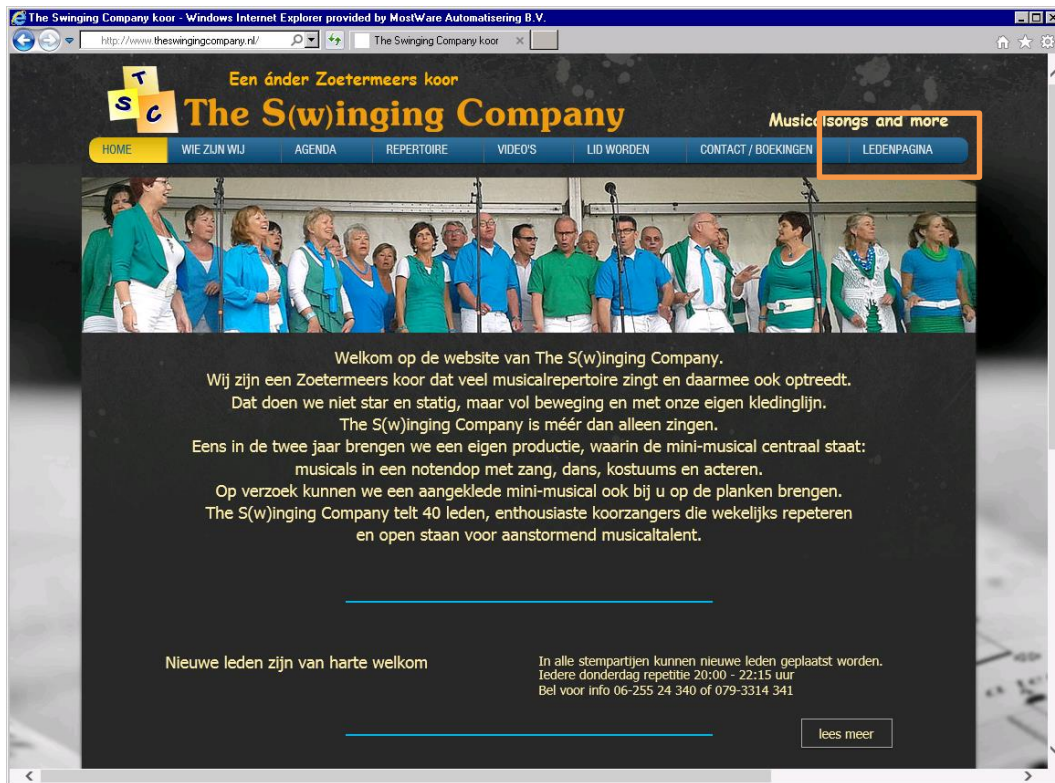 The Swinging Company koor - Windows Internet Explorer provided by MostWare Automatisering B.V.
http://www.theswingingcompany.nl/
The Swinging Company koor
T
S
C
Een ánder Zoetermeers koor
The S(w)inging Company
Musicalsongs and more
HOME WIE ZIJN WIJ AGENDA REPERTOIRE VIDEO'S LID WORDEN CONTACT / BOEKINGEN LEDENPAGINA
Welkom op de website van The S(w)inging Company.
Wij zijn een Zoetermeers koor dat veel musicalrepertoire zingt en daarmee ook optreedt.
Dat doen we niet star en statig, maar vol beweging en met onze eigen kledinglijn.
The S(w)inging Company is méér dan alleen zingen.
Eens in de twee jaar brengen we een eigen productie, waarin de mini-musical centraal staat:
musicals in een notendop met zang, dans, kostuums en acteren.
Op verzoek kunnen we een aangeklede mini-musical ook bij u op de planken brengen.
The S(w)inging Company telt 40 leden, enthousiaste koorzangers die wekelijks repeteren
en open staan voor aanstormend musicaltalent.
Nieuwe leden zijn van harte welkom
In alle stempartijen kunnen nieuwe leden geplaatst worden.
Iedere donderdag repetitie 20:00 - 22:15 uur
Bel voor info 06-255 24 340 of 079-3314 341
lees meer